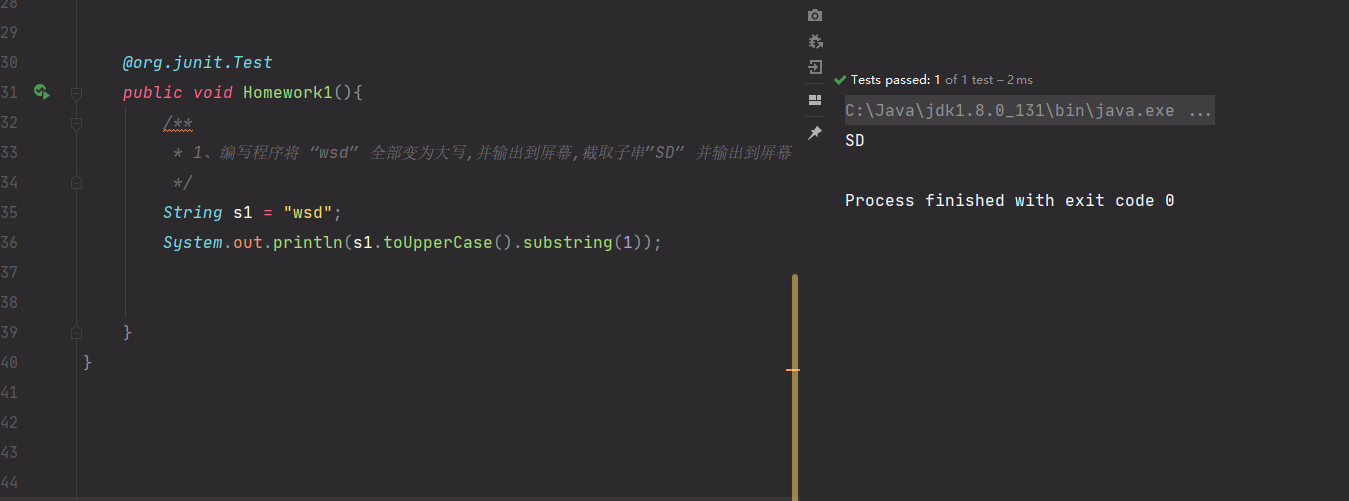 28
29
30 @org.junit.Test
31 public void Homework1(){
32 /**
33 * 1、编写程序将 “wsd” 全部变为大写,并输出到屏幕,截取子串”SD” 并输出到屏幕
34 */
35 String s1 = "wsd";
36 System.out.println(s1.toUpperCase().substring(1));
37
38
39 }
40 }
41
42
43
44
Tests passed: 1 of 1 test – 2 ms
C:\Java\jdk1.8.0_131\bin\java.exe ...
SD
Process finished with exit code 0